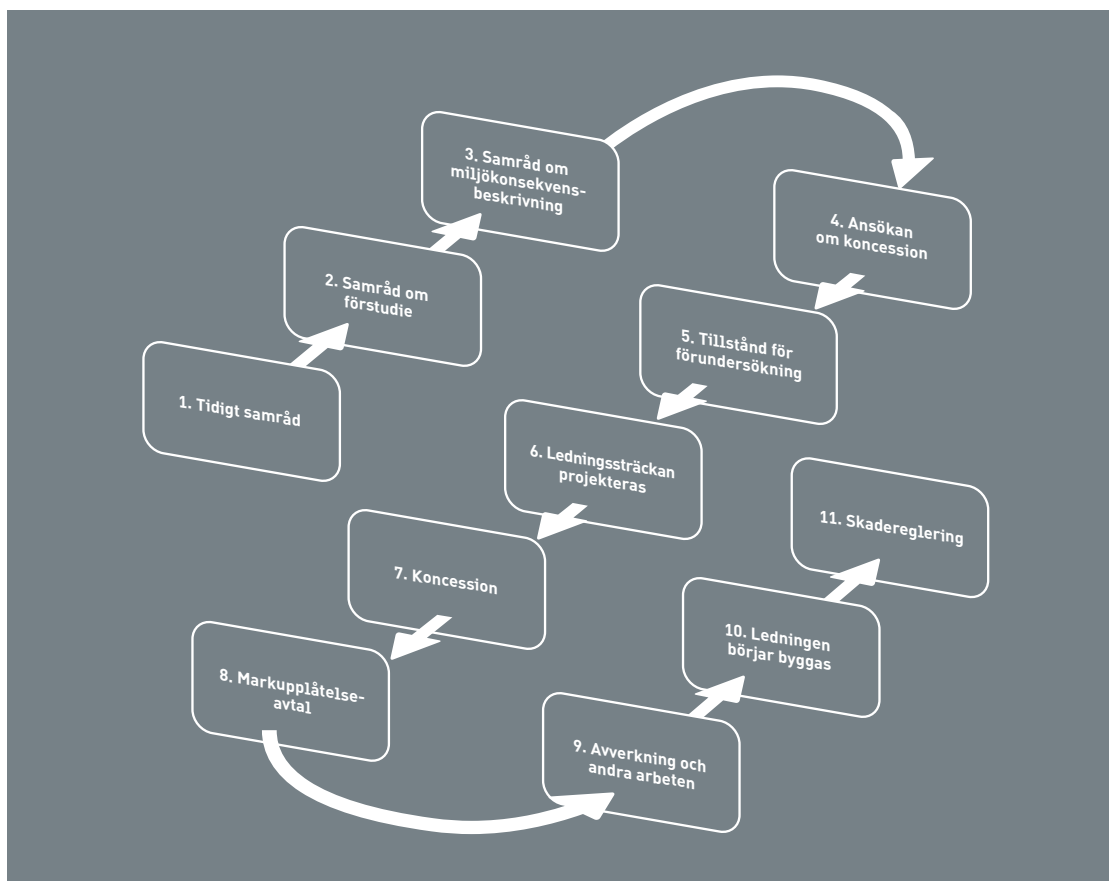 1. Tidigt samråd
2. Samråd om
förstudie
3. Samråd om
miljökonsekvens-
beskrivning
4. Ansökan
om koncession
5. Tillstånd för
förundersökning
6. Ledningssträckan
projekteras
7. Koncession
8. Markupplåtelse-
avtal
9. Avverkning och
andra arbeten
10. Ledningen
börjar byggas
11. Skadereglering